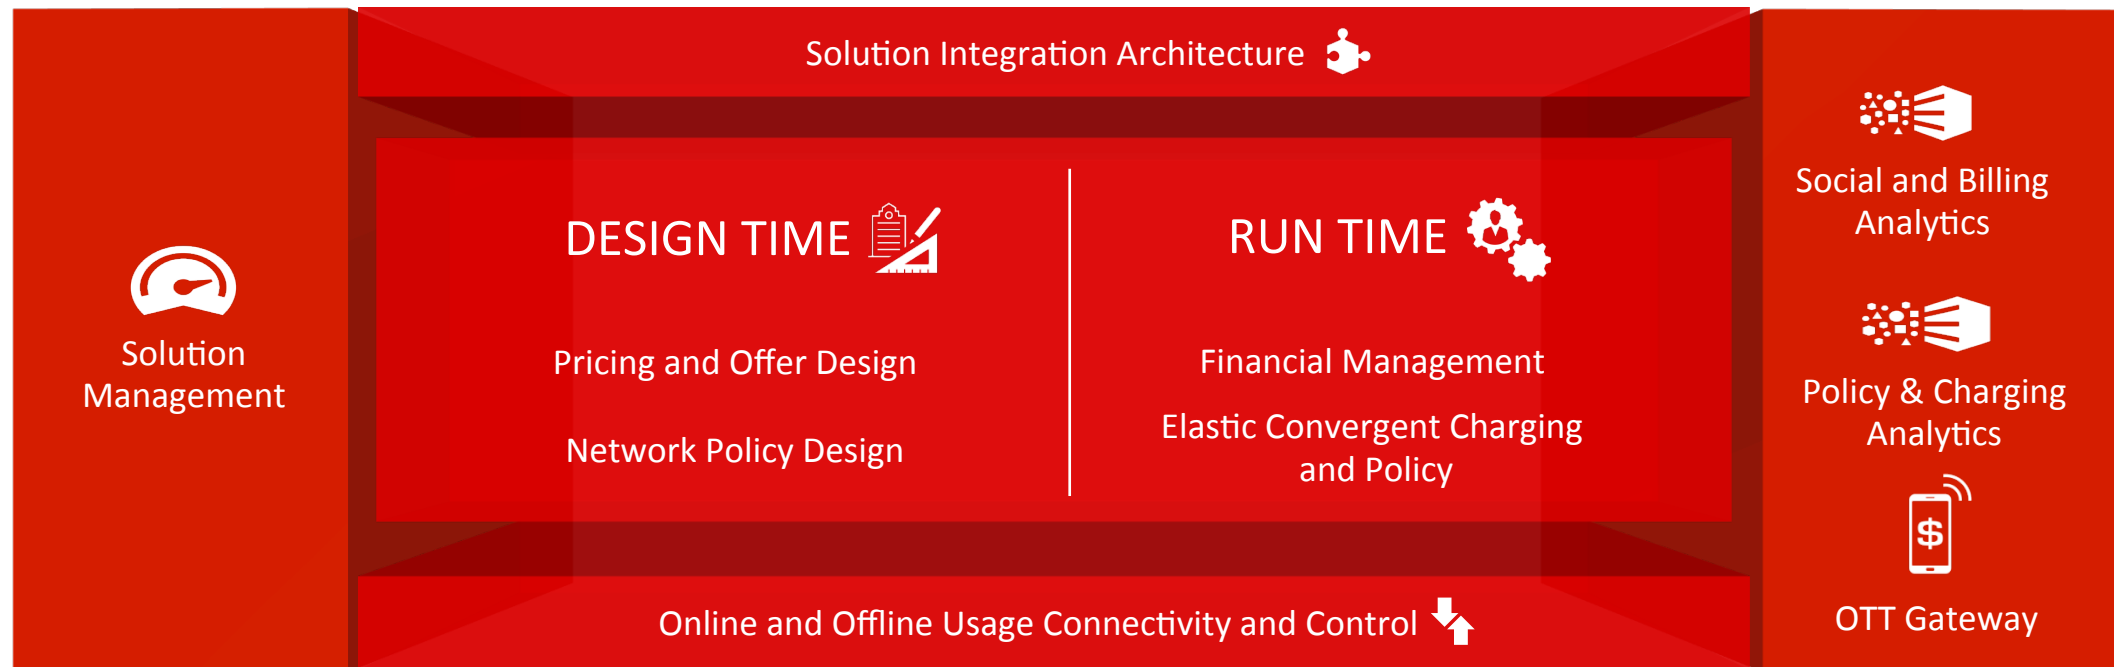 Solution Integration Architecture
Solution
Management
DESIGN TIME
Pricing and Offer Design
Network Policy Design
RUN TIME
Financial Management
Elastic Convergent Charging
and Policy
Social and Billing
Analytics
Policy & Charging
Analytics
$
OTT Gateway
Online and Offline Usage Connectivity and Control